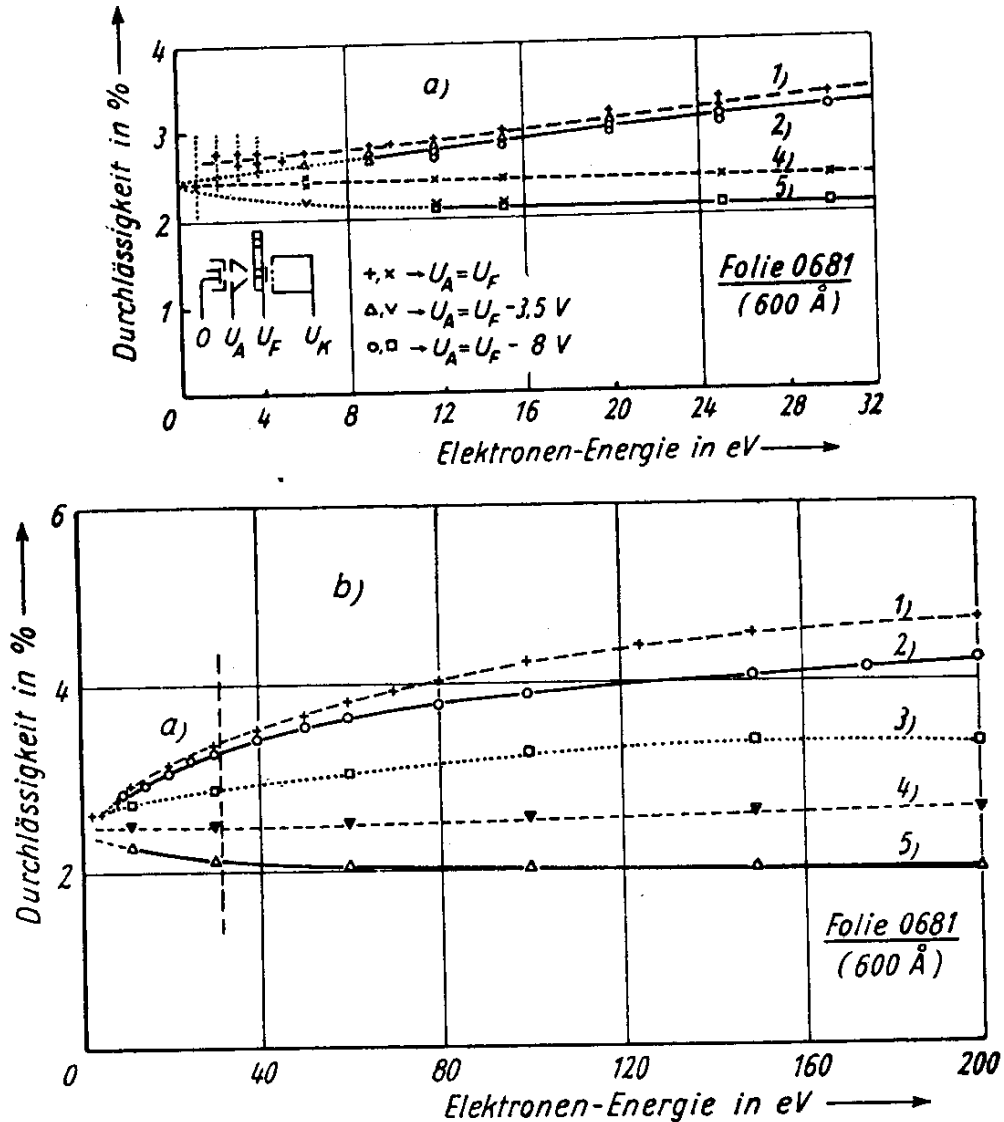 Durchlässigkeit in %
4
3
2
1
a)
1)
2)
4)
5)
O U_A U_F U_K
+,× → U_A = U_F
△,∨ → U_A = U_F - 3,5 V
○,□ → U_A = U_F - 8 V
Folie 0681
(600 Å)
0 4 8 12 16 20 24 28 32
Elektronen-Energie in eV
Durchlässigkeit in %
6
4
2
b)
a)
1)
2)
3)
4)
5)
Folie 0681
(600 Å)
0 40 80 120 160 200
Elektronen-Energie in eV